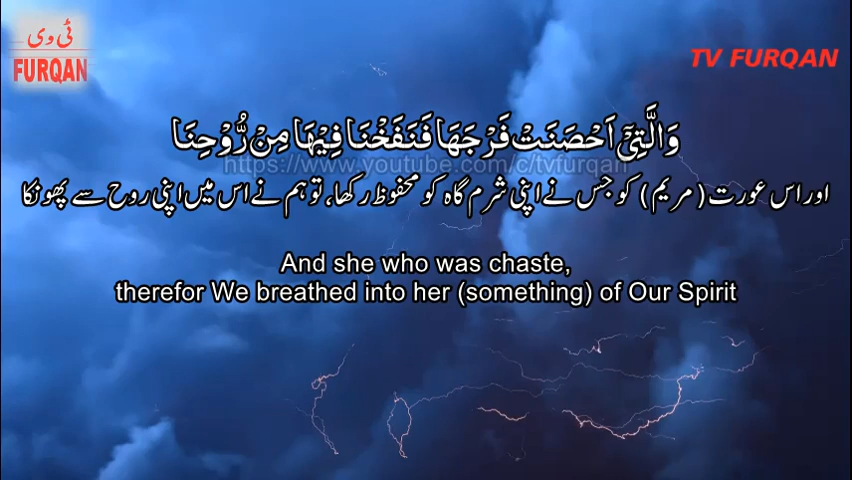 ٹی وی
FURQAN
TV FURQAN
وَالَّتِیْۤ اَحْصَنَتْ فَرْجَهَا فَنَفَخْنَا فِیْهَا مِنْ رُّوْحِنَا
https://www.youtube.com/c/tvfurqan
اور اس عورت (مریم) کو جس نے اپنی شرم گاہ کو محفوظ رکھا، تو ہم نے اس میں اپنی روح سے پھونکا
And she who was chaste,
therefor We breathed into her (something) of Our Spirit